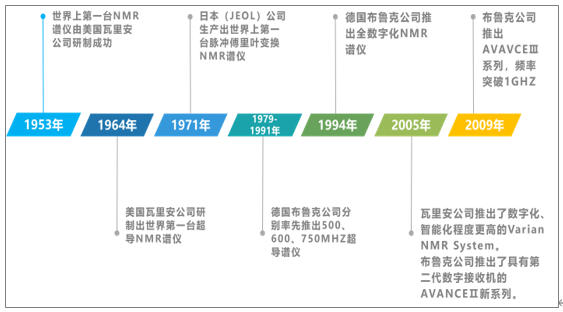 世界上第一台NMR
谱仪由美国瓦里安
公司研制成功
日本（JEOL）公司
生产出世界上第一
台脉冲傅里叶变换
NMR谱仪
德国布鲁克公司推
出全数字化NMR
谱仪
布鲁克公司
推出
AVAVCEⅢ
系列，频率
突破1GHZ
1953年
1964年
1971年
1979-
1991年
1994年
2005年
2009年
美国瓦里安公司研
制出世界第一台超
导NMR谱仪
德国布鲁克公司分
别率先推出500、
600、750MHZ超
导谱仪
瓦里安公司推出了数字化、
智能化程度更高的Varian
NMR System。
布鲁克公司推出了具有第
二代数字接收机的
AVANCEⅡ新系列。